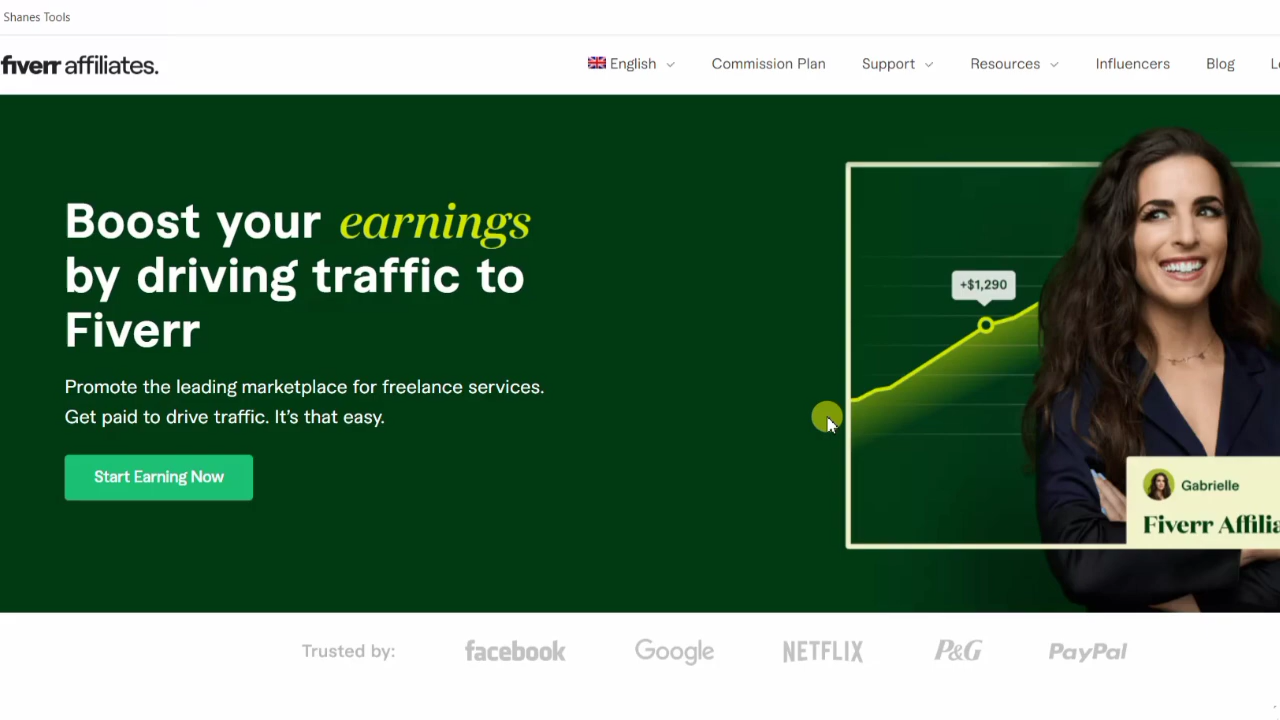 Shanes Tools
fiverr affiliates.
English
Commission Plan
Support
Resources
Influencers
Blog
Boost your earnings
by driving traffic to
Fiverr
Promote the leading marketplace for freelance services.
Get paid to drive traffic. It's that easy.
Start Earning Now
+$1,290
Gabrielle
Fiverr
Trusted by:
facebook
Google
NETFLIX
P&G
PayPal